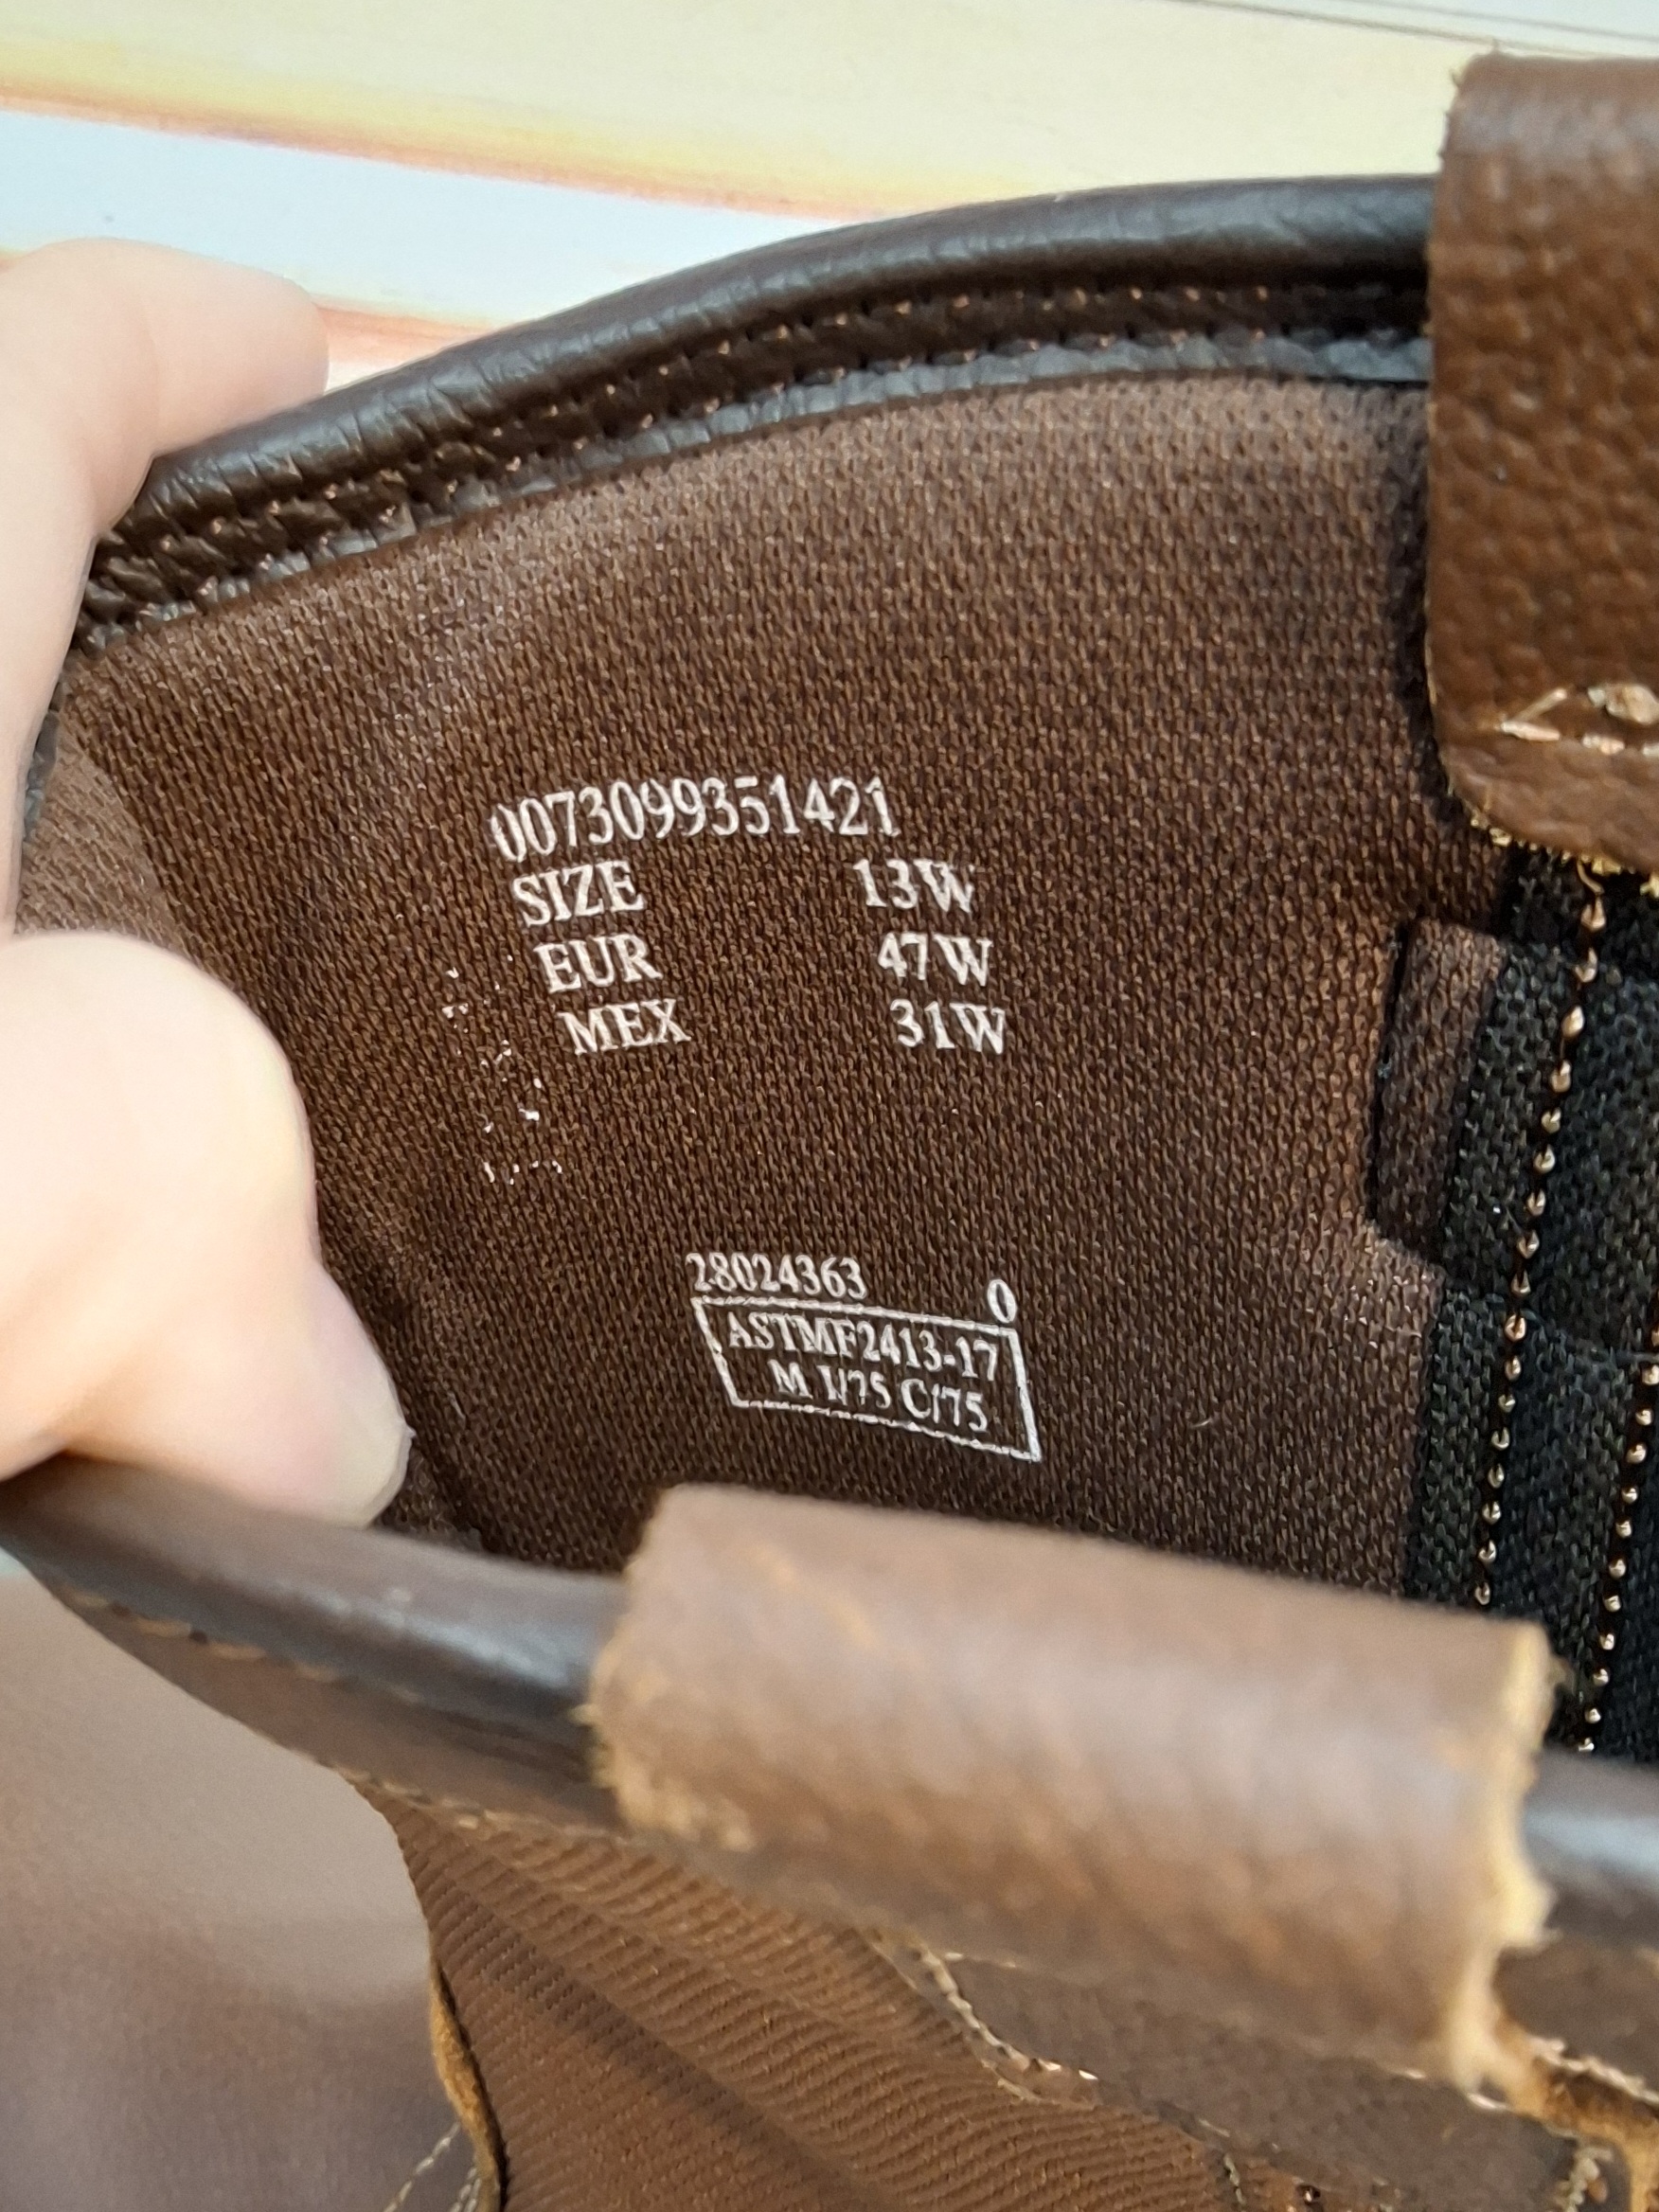 0073099351421
SIZE 13W
EUR 47W
MEX 31W
28024363 0
ASTMF2413-17
M I/75 C/75